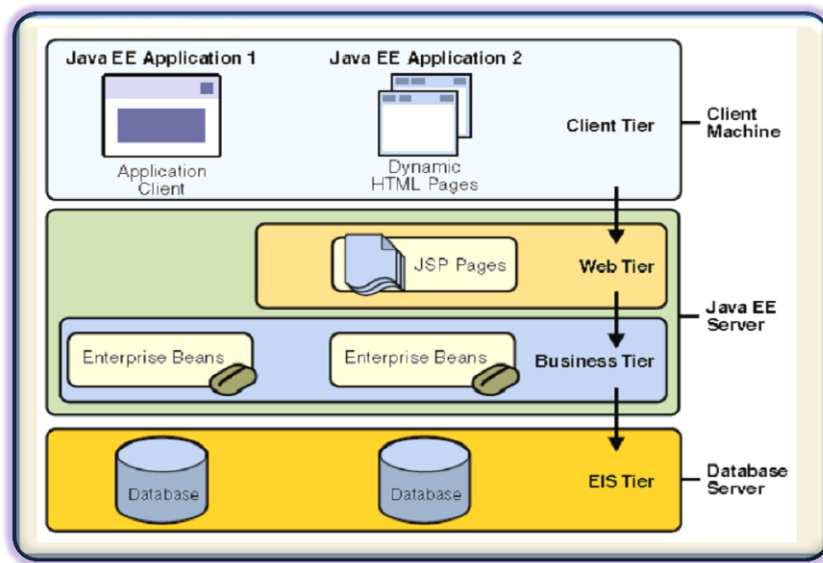 Java EE Application 1
Java EE Application 2
Application
Client
Dynamic
HTML Pages
Client Tier
Client
Machine
JSP Pages
Web Tier
Java EE
Server
Enterprise Beans
Enterprise Beans
Business Tier
Database
Database
EIS Tier
Database
Server